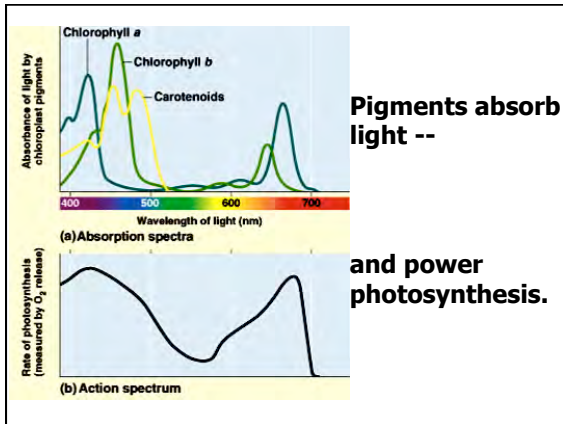 Chlorophyll a
Chlorophyll b
Carotenoids
Absorbance of light by
chloroplast pigments
400 500 600 700
Wavelength of light (nm)
(a) Absorption spectra
Pigments absorb
light --
Rate of photosynthesis
(measured by O2 release)
(b) Action spectrum
and power
photosynthesis.